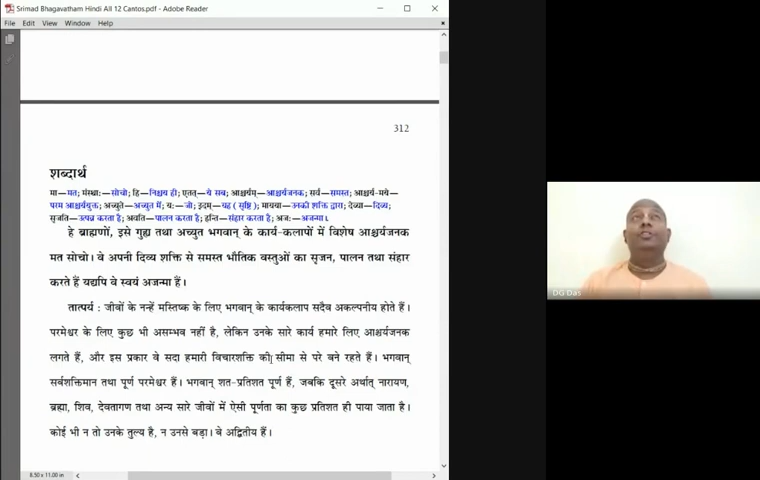 Srimad Bhagavatham Hindi All 12 Cantos.pdf - Adobe Reader
File Edit View Window Help
312
शब्दार्थ
मा—मत; मंस्थाः—सोचो; हि—निश्चय ही; एतत्—ये सब; आश्चर्यम्—आश्चर्यजनक; सर्व—समस्त; आश्चर्य-मये—
परम आश्चर्ययुक्त; अच्युते—अच्युत में; यः—जो; इदम्—यह (सृष्टि); मायया—उनकी शक्ति द्वारा; देव्या—दिव्य;
सृजति—उत्पन्न करता है; अवति—पालन करता है; हन्ति—संहार करता है; अजः—अजन्मा।
हे ब्राह्मणों, इसे गुह्य तथा अच्युत भगवान् के कार्य-कलापों में विशेष आश्चर्यजनक
मत सोचो। वे अपनी दिव्य शक्ति से समस्त भौतिक वस्तुओं का सृजन, पालन तथा संहार
करते हैं यद्यपि वे स्वयं अजन्मा हैं।
तात्पर्य : जीवों के नन्हें मस्तिष्क के लिए भगवान् के कार्यकलाप सदैव अकल्पनीय होते हैं।
परमेश्वर के लिए कुछ भी असम्भव नहीं है, लेकिन उनके सारे कार्य हमारे लिए आश्चर्यजनक
लगते हैं, और इस प्रकार वे सदा हमारी विचारशक्ति की सीमा से परे बने रहते हैं। भगवान्
सर्वशक्तिमान तथा पूर्ण परमेश्वर हैं। भगवान् शत-प्रतिशत पूर्ण हैं, जबकि दूसरे अर्थात् नारायण,
ब्रह्मा, शिव, देवतागण तथा अन्य सारे जीवों में ऐसी पूर्णता का कुछ प्रतिशत ही पाया जाता है।
कोई भी न तो उनके तुल्य है, न उनसे बड़ा। वे अद्वितीय हैं।
8.50 x 11.00 in
DG Das